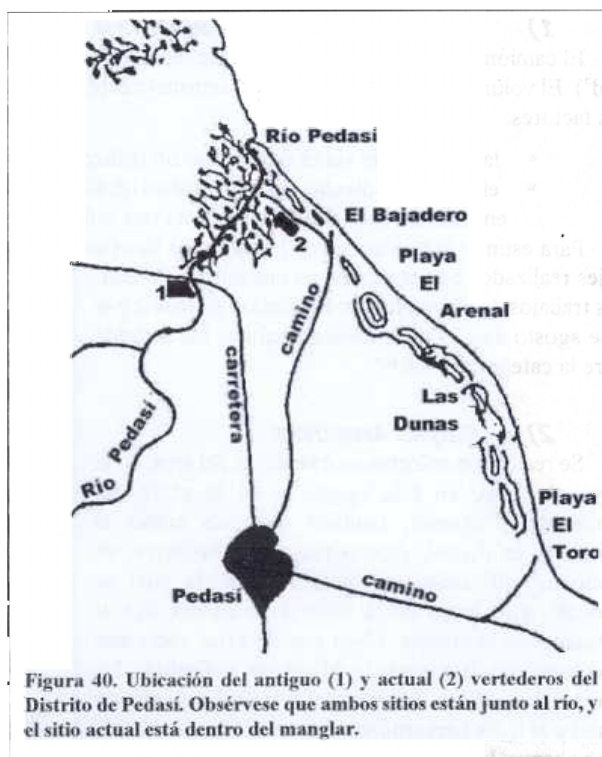 Río Pedasí
El Bajadero
2
Playa
El
Arenal
1
camino
carretera
Las
Dunas
Río Pedasí
Playa
El
Toro
Pedasí
camino
Figura 40. Ubicación del antiguo (1) y actual (2) vertederos del
Distrito de Pedasí. Obsérvese que ambos sitios están junto al río, y
el sitio actual está dentro del manglar.